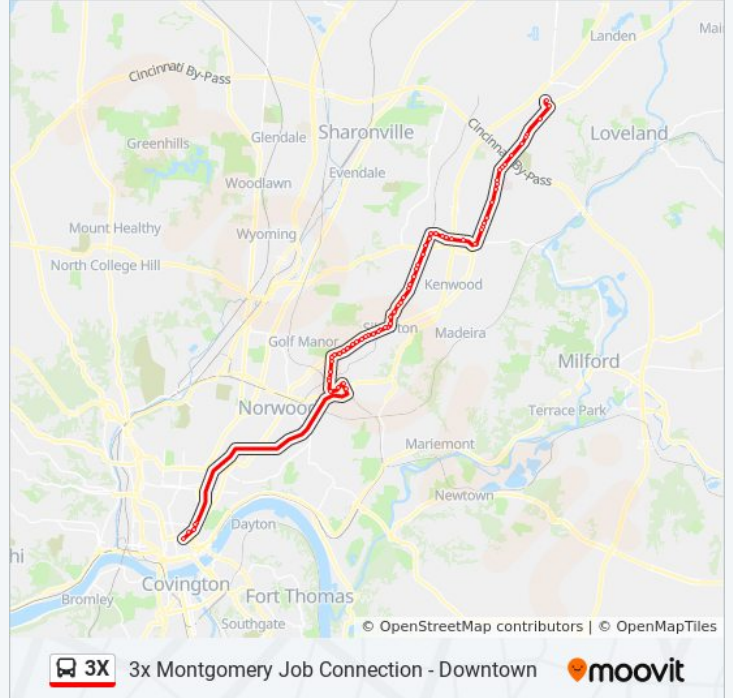 Landen
Mai
Cincinnati By-Pass
Sharonville
Glendale
Greenhills
Cincinnati By-Pass
Loveland
Evendale
Woodlawn
Mount Healthy
Wyoming
North College Hill
Kenwood
Golf Manor
Madeira
Milford
Norwood
Terrace Park
Mariemont
Newtown
Dayton
hi
Covington
Bromley
Fort Thomas
Southgate
© OpenStreetMap contributors | © OpenMapTiles
3X 3x Montgomery Job Connection - Downtown moovit